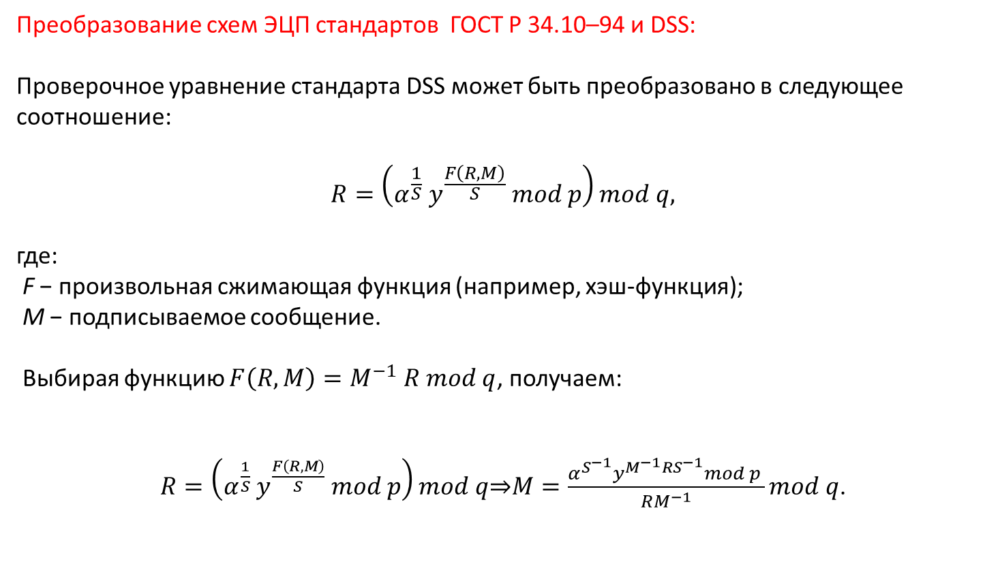 Преобразование схем ЭЦП стандартов ГОСТ Р 34.10–94 и DSS:
Проверочное уравнение стандарта DSS может быть преобразовано в следующее
соотношение:
$R = \left( \alpha^{\frac{1}{S}} y^{\frac{F(R,M)}{S}} mod\ p \right) mod\ q,$
где:
F − произвольная сжимающая функция (например, хэш-функция);
M − подписываемое сообщение.
Выбирая функцию $F(R, M) = M^{-1} R\ mod\ q$, получаем:
$R = \left( \alpha^{\frac{1}{S}} y^{\frac{F(R,M)}{S}} mod\ p \right) mod\ q \Rightarrow M = \frac{\alpha^{S^{-1}} y^{M^{-1}RS^{-1}} mod\ p}{RM^{-1}} mod\ q.$